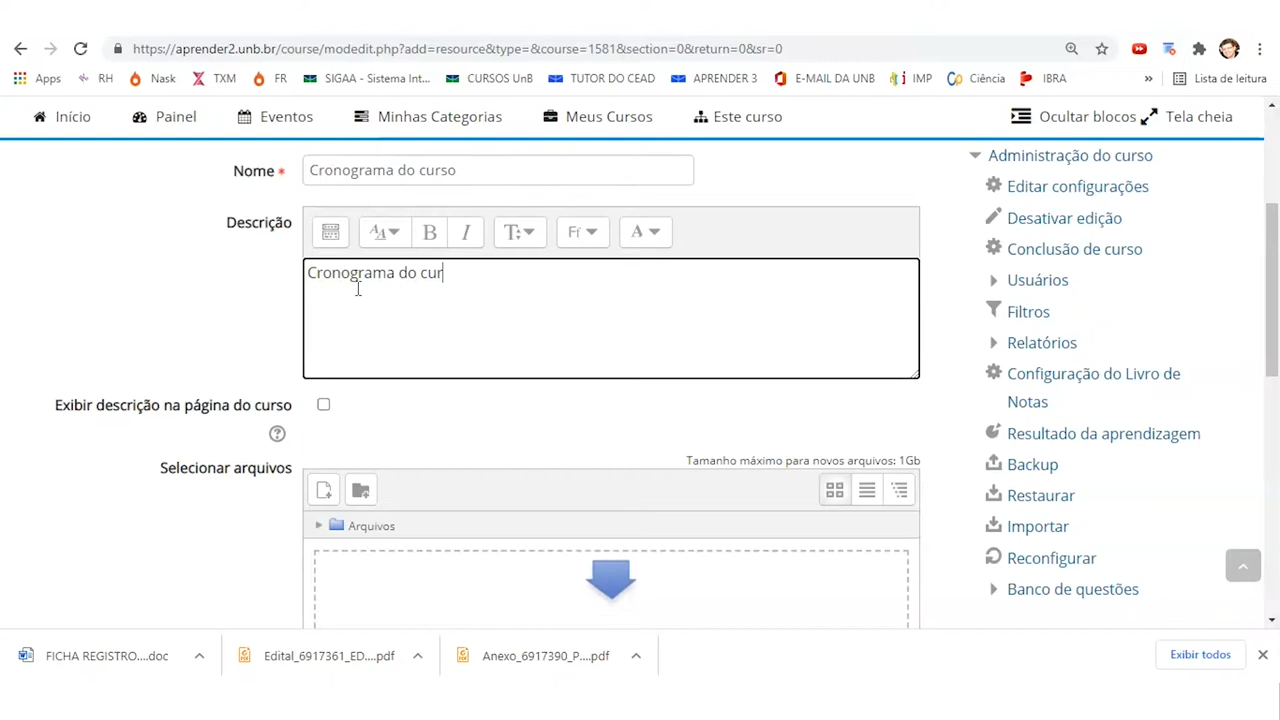 https://aprender2.unb.br/course/modedit.php?add=resource&type=&course=1581&section=0&return=0&sr=0
Apps RH Nask TXM FR SIGAA - Sistema Int... CURSOS UnB TUTOR DO CEAD APRENDER 3 E-MAIL DA UNB IMP Ciência IBRA » Lista de leitura
Início Painel Eventos Minhas Categorias Meus Cursos Este curso Ocultar blocos Tela cheia
Nome * Cronograma do curso
Descrição
Cronograma do cur
Exibir descrição na página do curso
Selecionar arquivos
Tamanho máximo para novos arquivos: 1Gb
Arquivos
Administração do curso
Editar configurações
Desativar edição
Conclusão de curso
Usuários
Filtros
Relatórios
Configuração do Livro de
Notas
Resultado da aprendizagem
Backup
Restaurar
Importar
Reconfigurar
Banco de questões
FICHA REGISTRO....doc Edital_6917361_ED....pdf Anexo_6917390_P....pdf Exibir todos